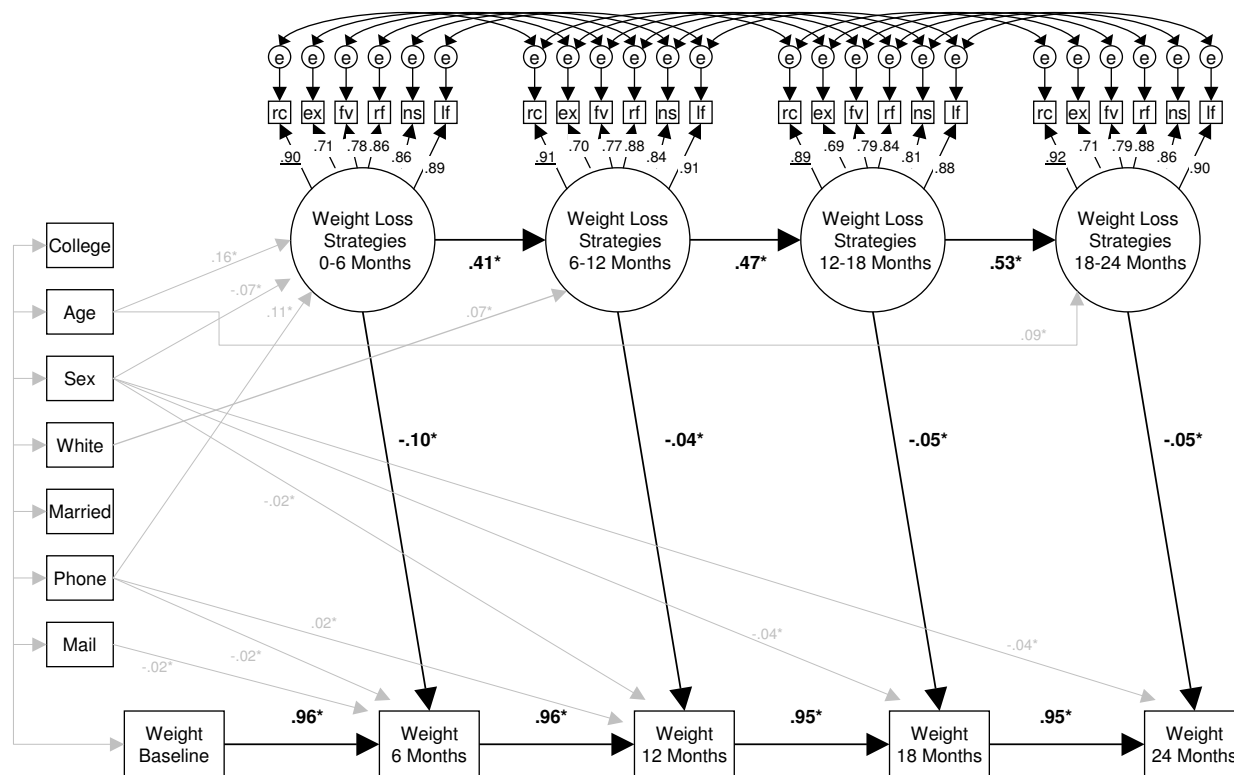 e e e e e e e e e e e e e e e e e e e e e e e e
rc ex fv rf ns lf rc ex fv rf ns lf rc ex fv rf ns lf rc ex fv rf ns lf
.90 .71 .78 .86 .86 .89 .91 .70 .77 .88 .84 .91 .89 .69 .79 .84 .81 .88 .92 .71 .79 .88 .86 .90
Weight Loss
Strategies
0-6 Months
Weight Loss
Strategies
6-12 Months
Weight Loss
Strategies
12-18 Months
Weight Loss
Strategies
18-24 Months
.41* .47* .53*
College
Age
Sex
White
Married
Phone
Mail
.16*
-.07*
.11*
.07*
.09*
-.10* -.04* -.05* -.05*
-.02*
.02*
-.04*
-.04*
-.02*
-.02*
.96* .96* .95* .95*
Weight
Baseline
Weight
6 Months
Weight
12 Months
Weight
18 Months
Weight
24 Months